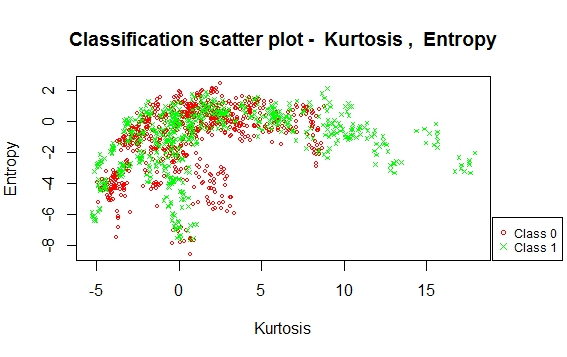 Classification scatter plot - Kurtosis , Entropy
Entropy
2
0
-2
-4
-6
-8
-5 0 5 10 15
Kurtosis
Class 0
Class 1